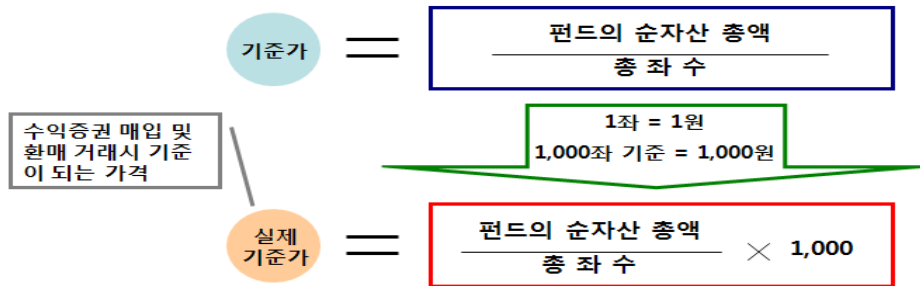 기준가
펀드의 순자산 총액
총 좌 수
수익증권 매입 및
환매 거래시 기준
이 되는 가격
1좌 = 1원
1,000좌 기준 = 1,000원
실제
기준가
펀드의 순자산 총액
총 좌 수
× 1,000